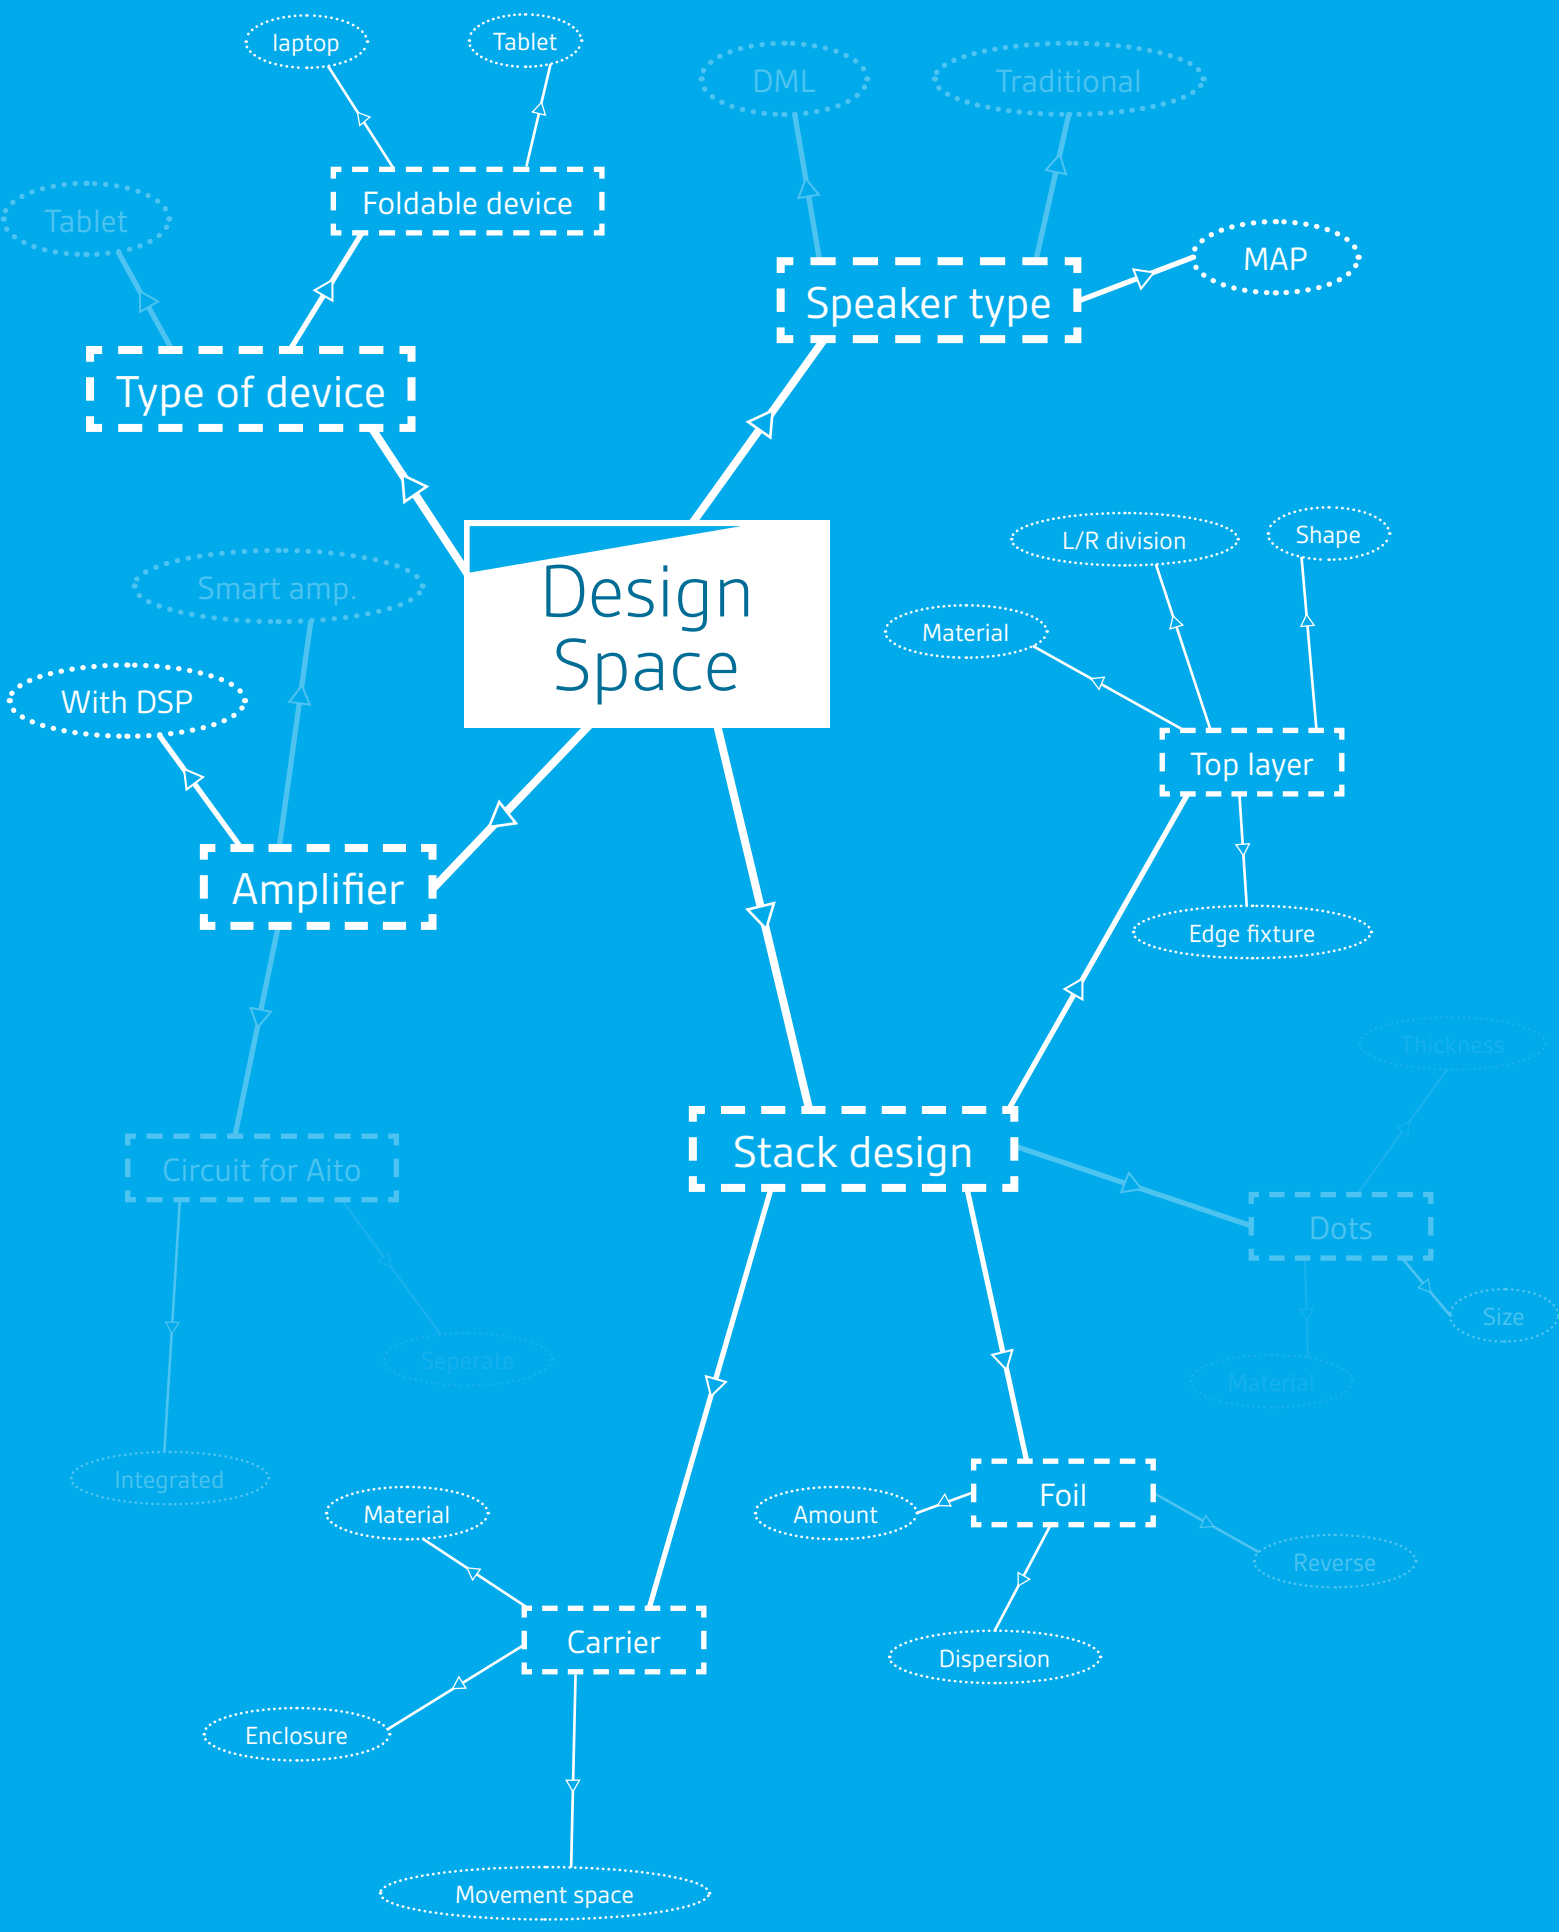 laptop
Tablet
DML
Traditional
Foldable device
Tablet
MAP
Speaker type
Type of device
L/R division
Shape
Design
Space
Smart amp.
Material
With DSP
Top layer
Amplifier
Edge fixture
Thickness
Stack design
Circuit for Aito
Dots
Size
Seperate
Material
Integrated
Foil
Material
Amount
Reverse
Carrier
Dispersion
Enclosure
Movement space